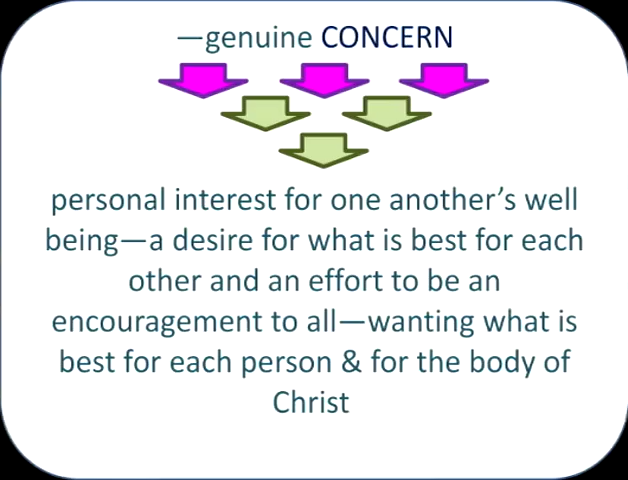 —genuine CONCERN
personal interest for one another’s well
being—a desire for what is best for each
other and an effort to be an
encouragement to all—wanting what is
best for each person & for the body of
Christ